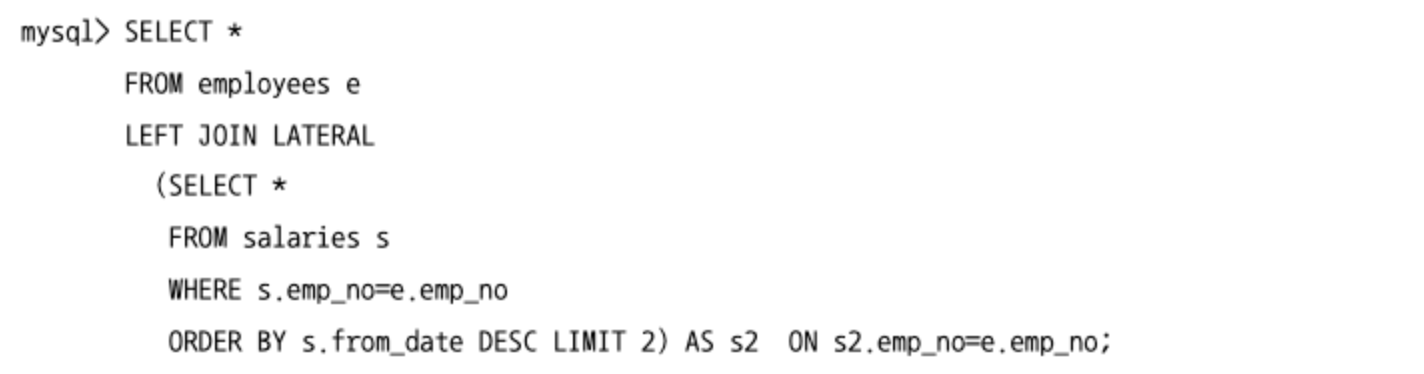 mysql> SELECT *
FROM employees e
LEFT JOIN LATERAL
(SELECT *
FROM salaries s
WHERE s.emp_no=e.emp_no
ORDER BY s.from_date DESC LIMIT 2) AS s2  ON s2.emp_no=e.emp_no;